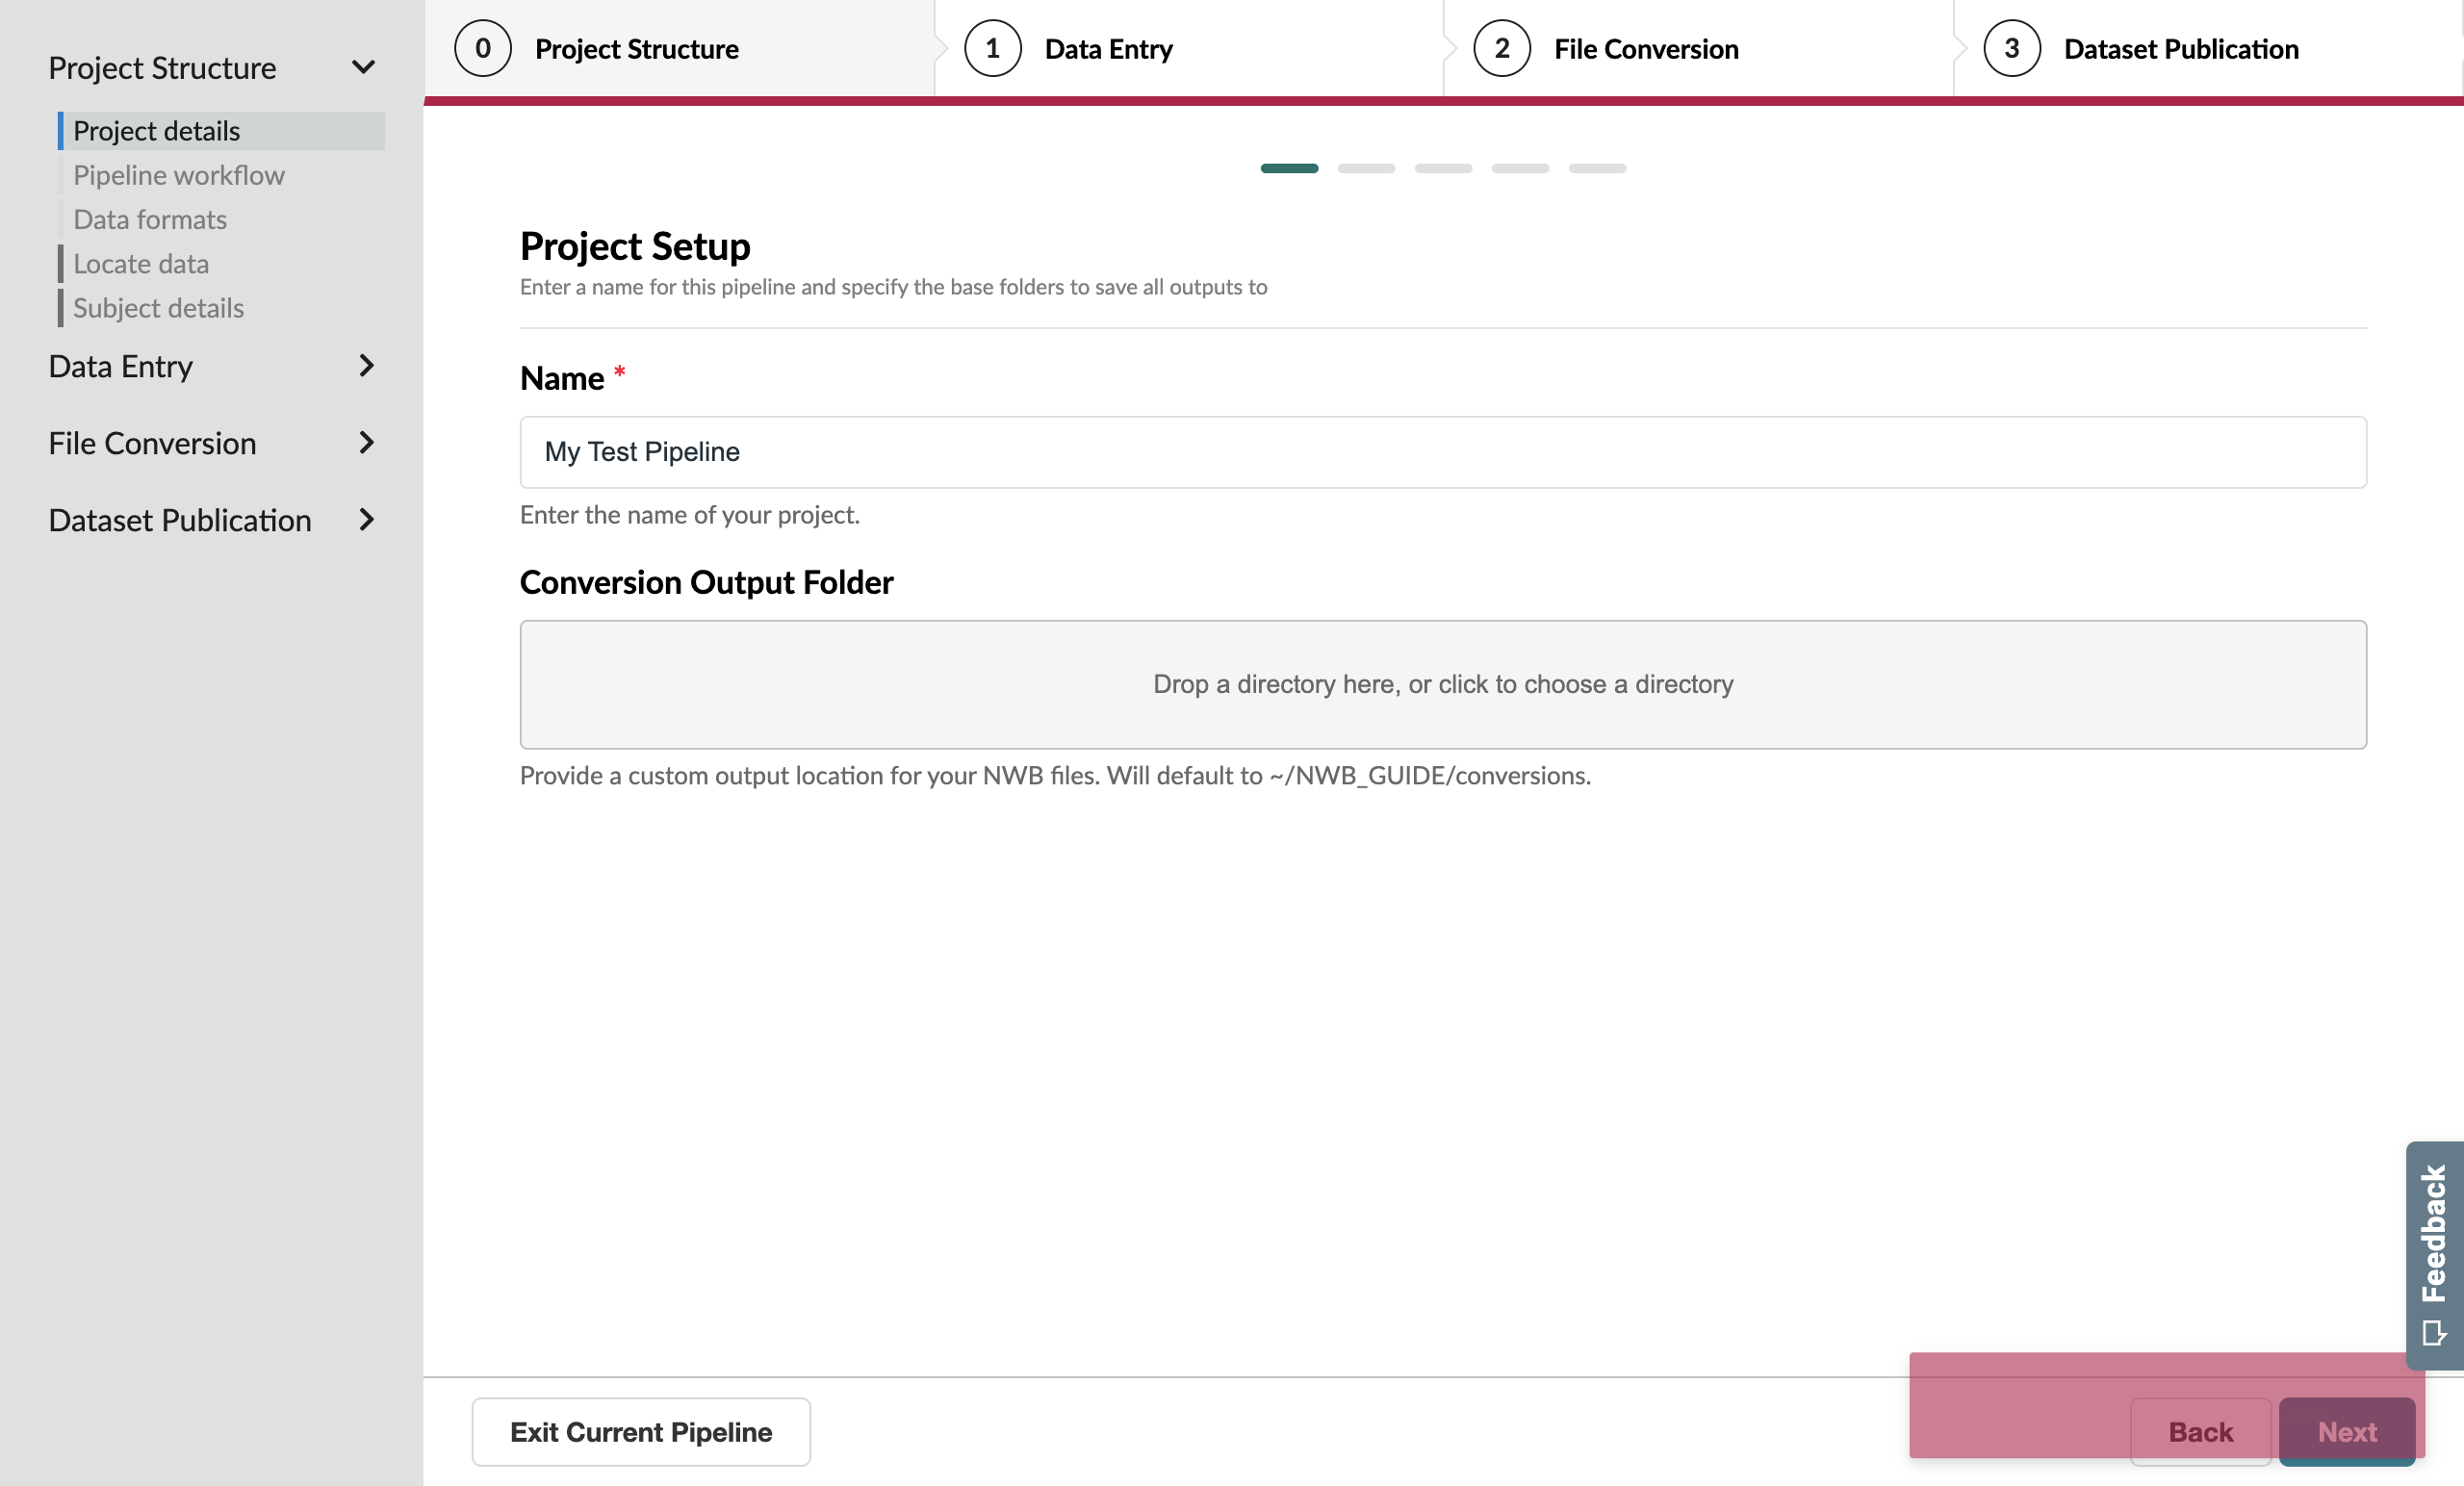 Project Structure
Project details
Pipeline workflow
Data formats
Locate data
Subject details
Data Entry
File Conversion
Dataset Publication
0 Project Structure
1 Data Entry
2 File Conversion
3 Dataset Publication
Project Setup
Enter a name for this pipeline and specify the base folders to save all outputs to
Name *
My Test Pipeline
Enter the name of your project.
Conversion Output Folder
Drop a directory here, or click to choose a directory
Provide a custom output location for your NWB files. Will default to ~/NWB_GUIDE/conversions.
Feedback
Exit Current Pipeline
Back
Next